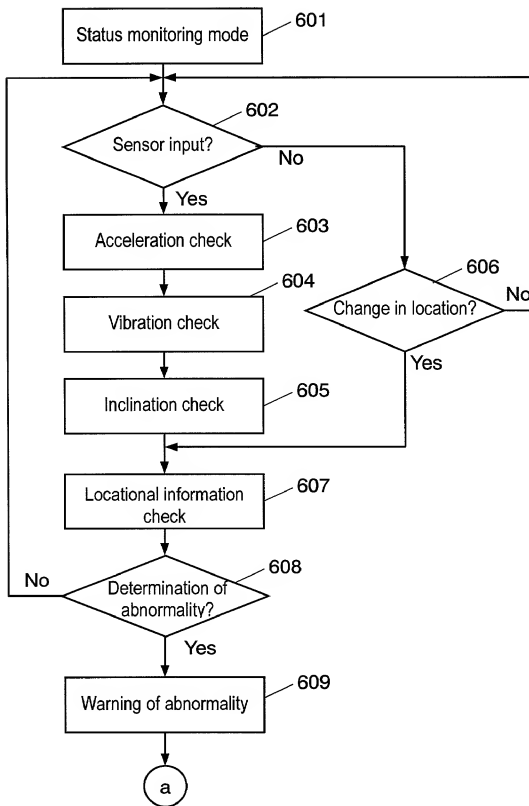 Status monitoring mode
601
602
Sensor input?
No
Yes
Acceleration check
603
604
Vibration check
606
Change in location?
No
Yes
Inclination check
605
Locational information
check
607
No
608
Determination of
abnormality?
Yes
Warning of abnormality
609
a